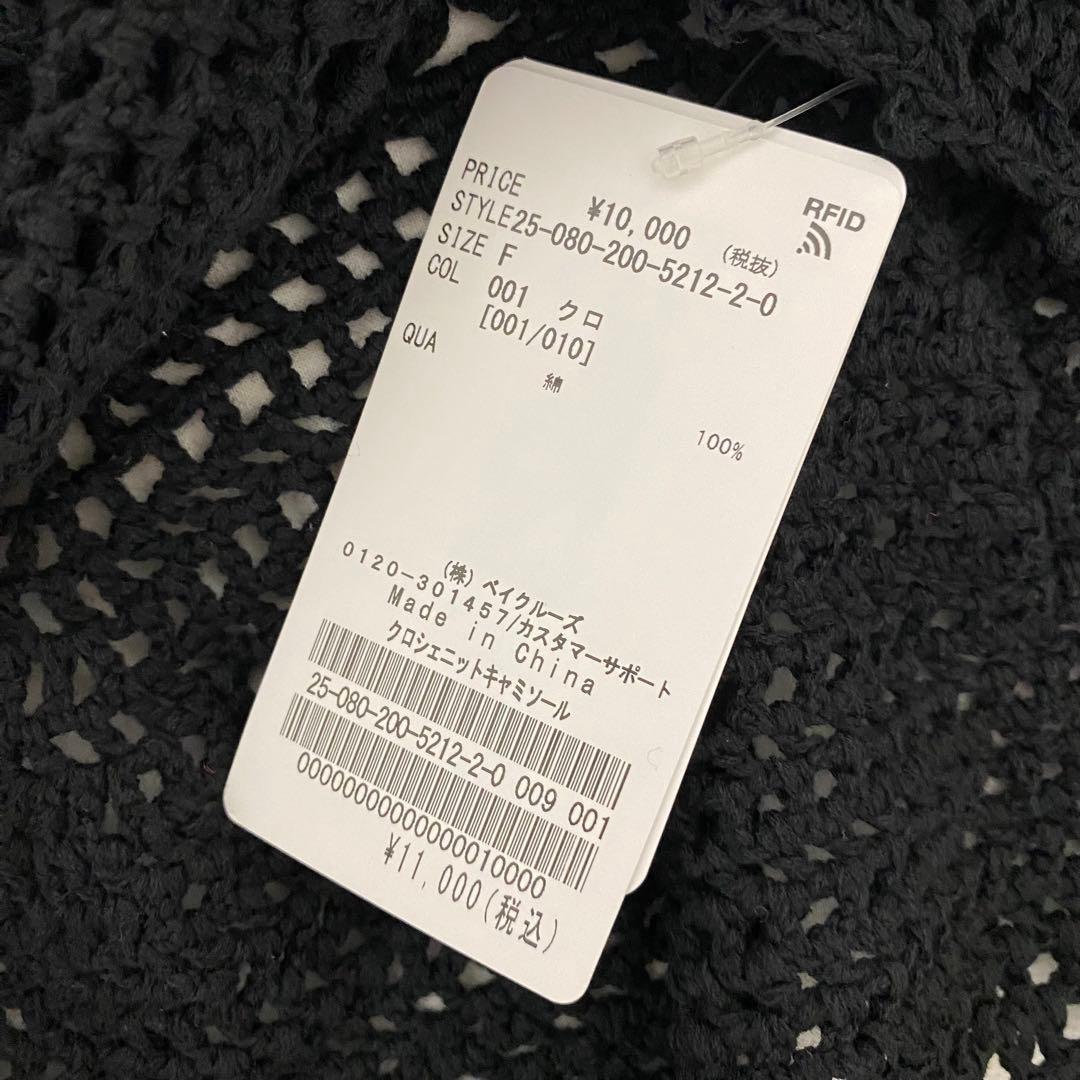 RFID
PRICE ¥10,000 (税抜)
STYLE25-080-200-5212-2-0
SIZE F
COL 001 クロ
[001/010]
QUA
綿 100%
(株)ベイクルーズ
0120-301457/カスタマーサポート
Made in China
クロシェニットキャミソール
25-080-200-5212-2-0 009 001
00000000000000010000
¥11,000(税込)